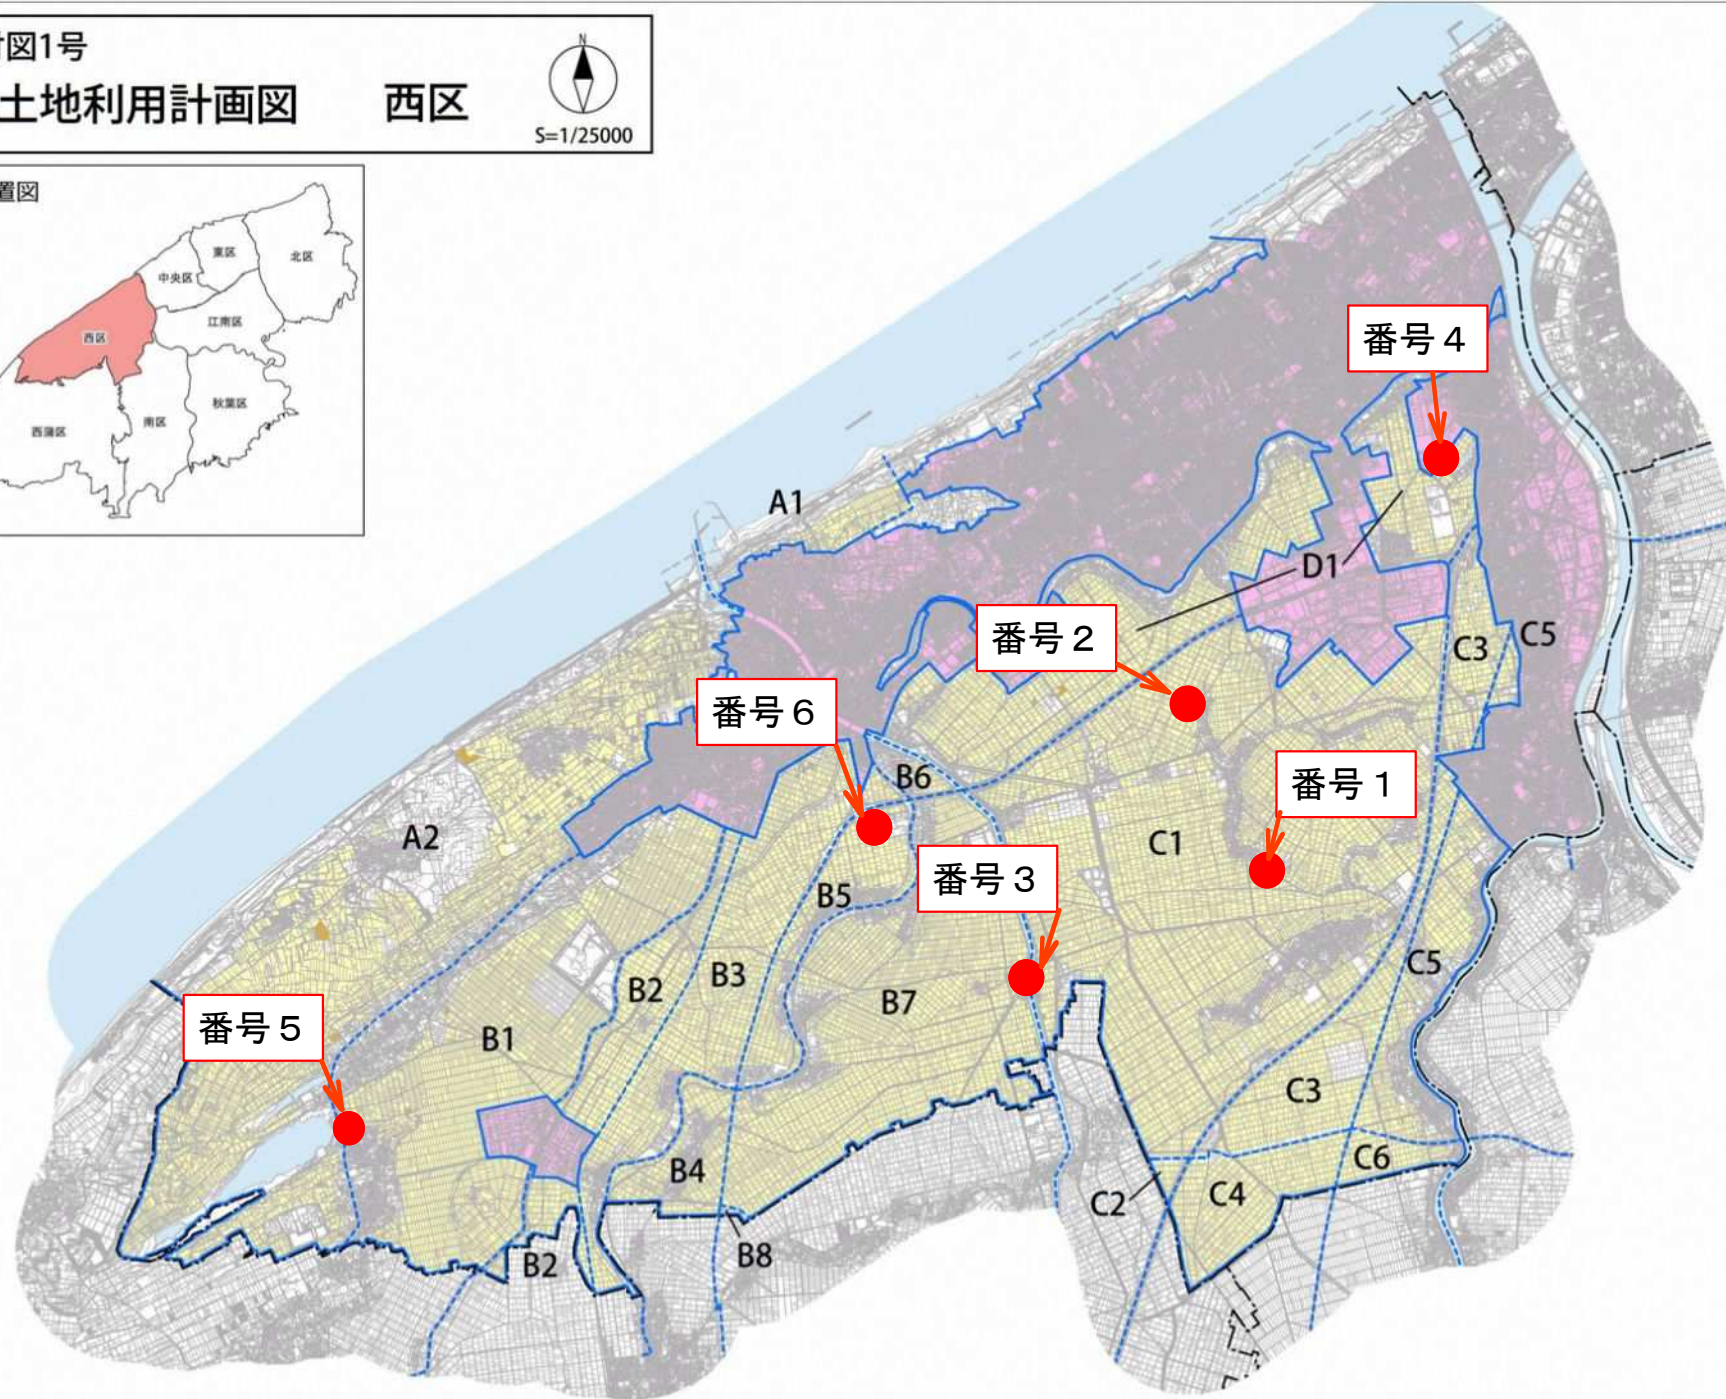 付図1号
土地利用計画図 西区
N
S=1/25000
置図
北区
東区
中央区
江南区
西区
秋葉区
南区
西蒲区
番号4
A1
D1
番号2
C3
C5
番号6
B6
番号1
A2
C1
番号3
B5
C5
B3
B2
B7
番号5
B1
C3
C6
B4
C4
C2
B8
B2